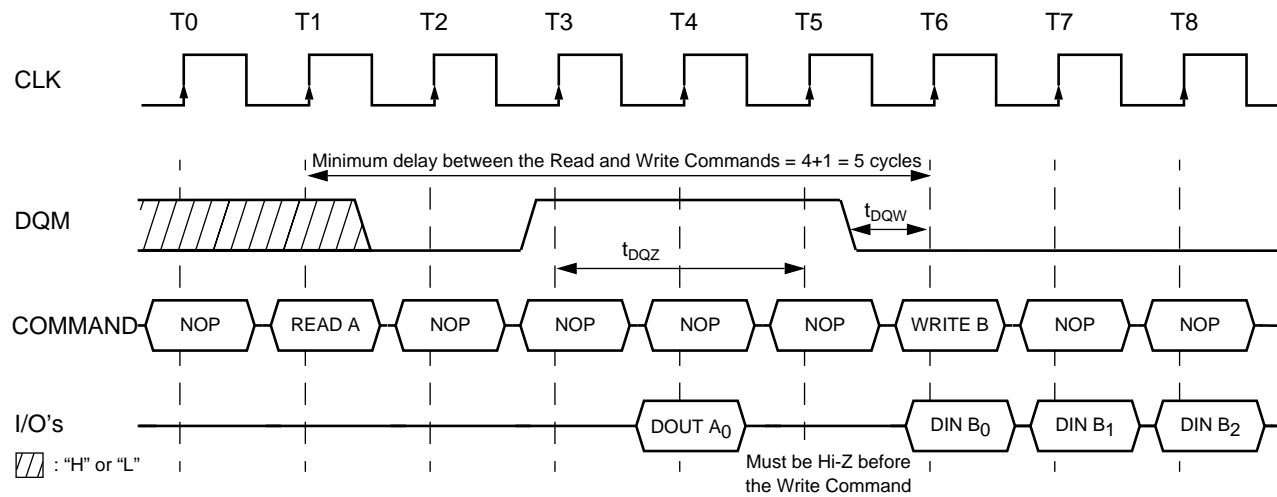 T0 T1 T2 T3 T4 T5 T6 T7 T8
CLK
Minimum delay between the Read and Write Commands = 4+1 = 5 cycles
DQM
tDQW
tDQZ
COMMAND NOP READ A NOP NOP NOP NOP WRITE B NOP NOP
I/O's DOUT A0 DIN B0 DIN B1 DIN B2
: “H” or “L”
Must be Hi-Z before
the Write Command